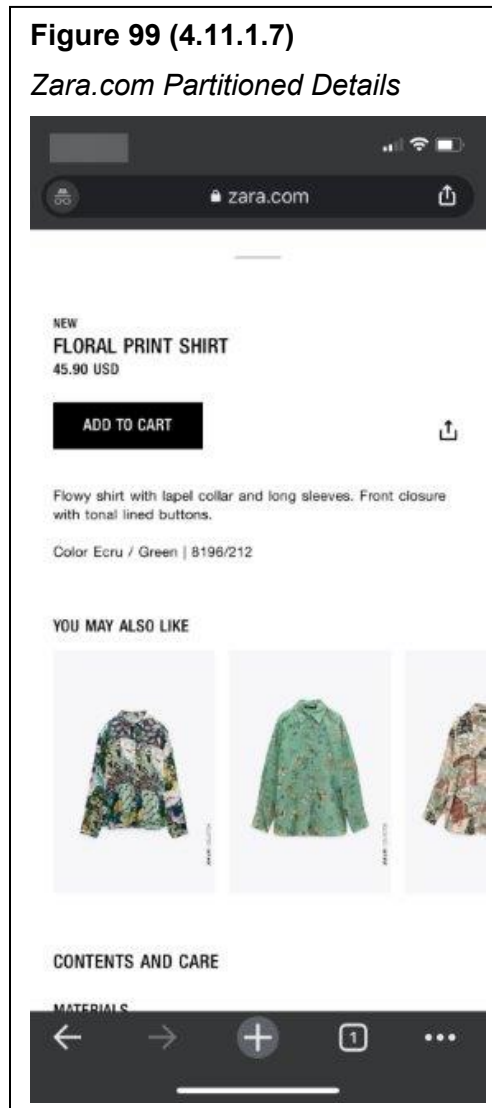 Figure 99 (4.11.1.7)
Zara.com Partitioned Details
zara.com
NEW
FLORAL PRINT SHIRT
45.90 USD
ADD TO CART
Flowy shirt with lapel collar and long sleeves. Front closure
with tonal lined buttons.
Color Ecru / Green | 8196/212
YOU MAY ALSO LIKE
CONTENTS AND CARE
MATERIALS
1